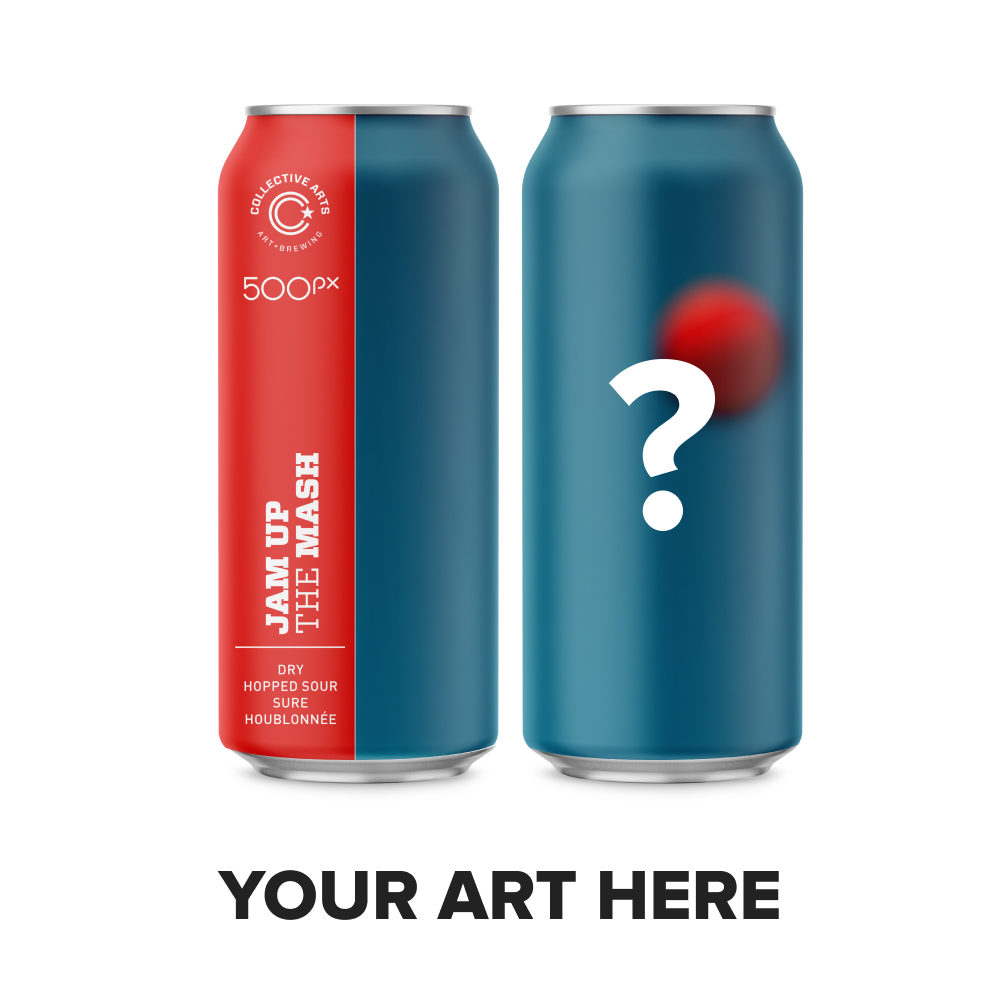 COLLECTIVE ARTS
ART + BREWING
500px
JAM UP
THE MASH
DRY
HOPPED SOUR
SURE
HOUBLONNÉE
?
YOUR ART HERE